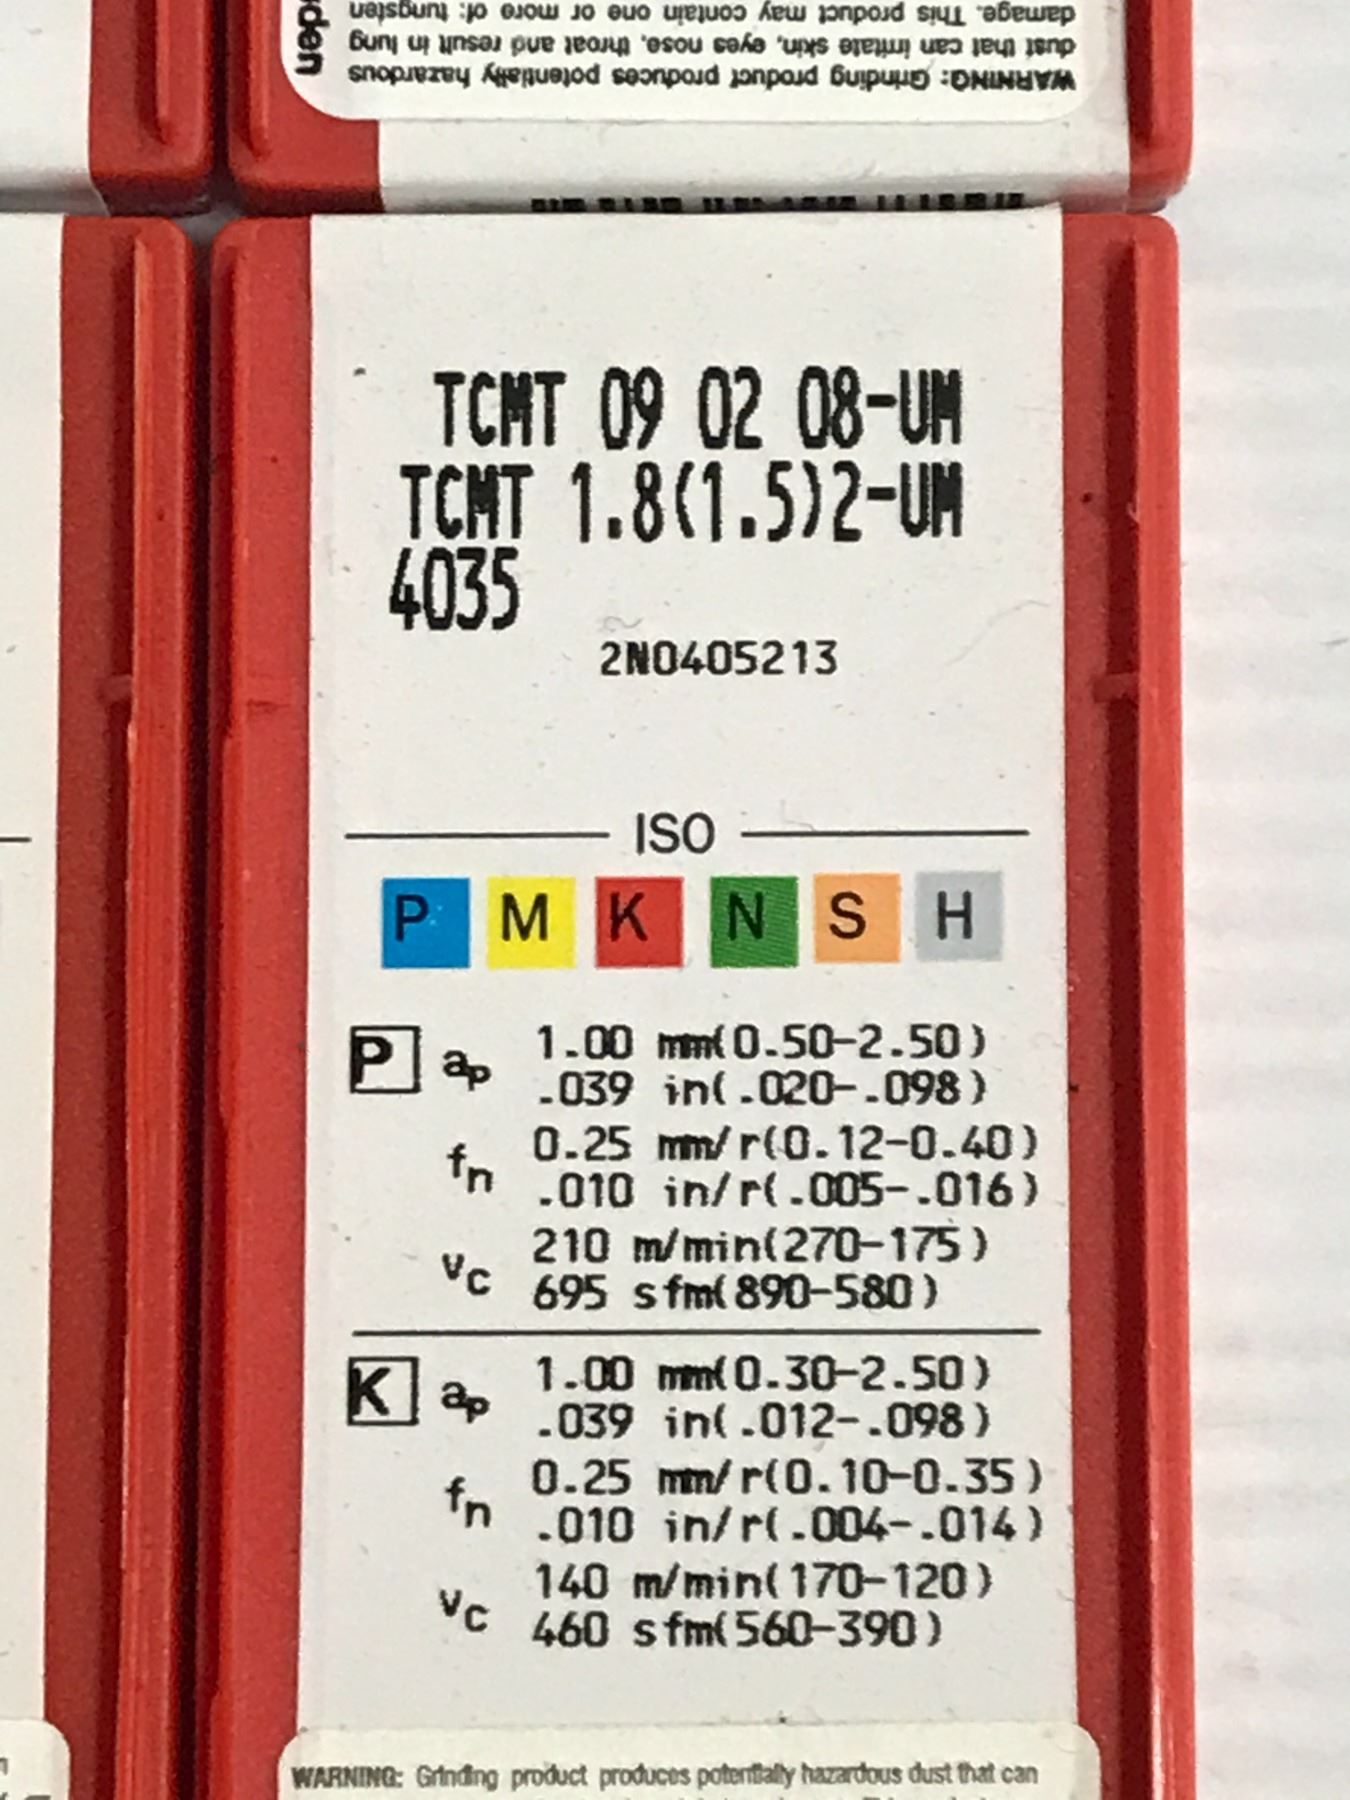 den
WARNING: Grinding product produces potentially hazardous
dust that can irritate skin, eyes, nose, throat and result in lung
damage. This product may contain one or more of: tungsten
TCMT 09 02 08-UM
TCMT 1.8(1.5)2-UM
4035
2N0405213
ISO
P M K N S H
P ap 1.00 mm(0.50-2.50)
.039 in(.020-.098)
fn 0.25 mm/r(0.12-0.40)
.010 in/r(.005-.016)
vc 210 m/min(270-175)
695 sfm(890-580)
K ap 1.00 mm(0.30-2.50)
.039 in(.012-.098)
fn 0.25 mm/r(0.10-0.35)
.010 in/r(.004-.014)
vc 140 m/min(170-120)
460 sfm(560-390)
WARNING: Grinding product produces potentially hazardous dust that can